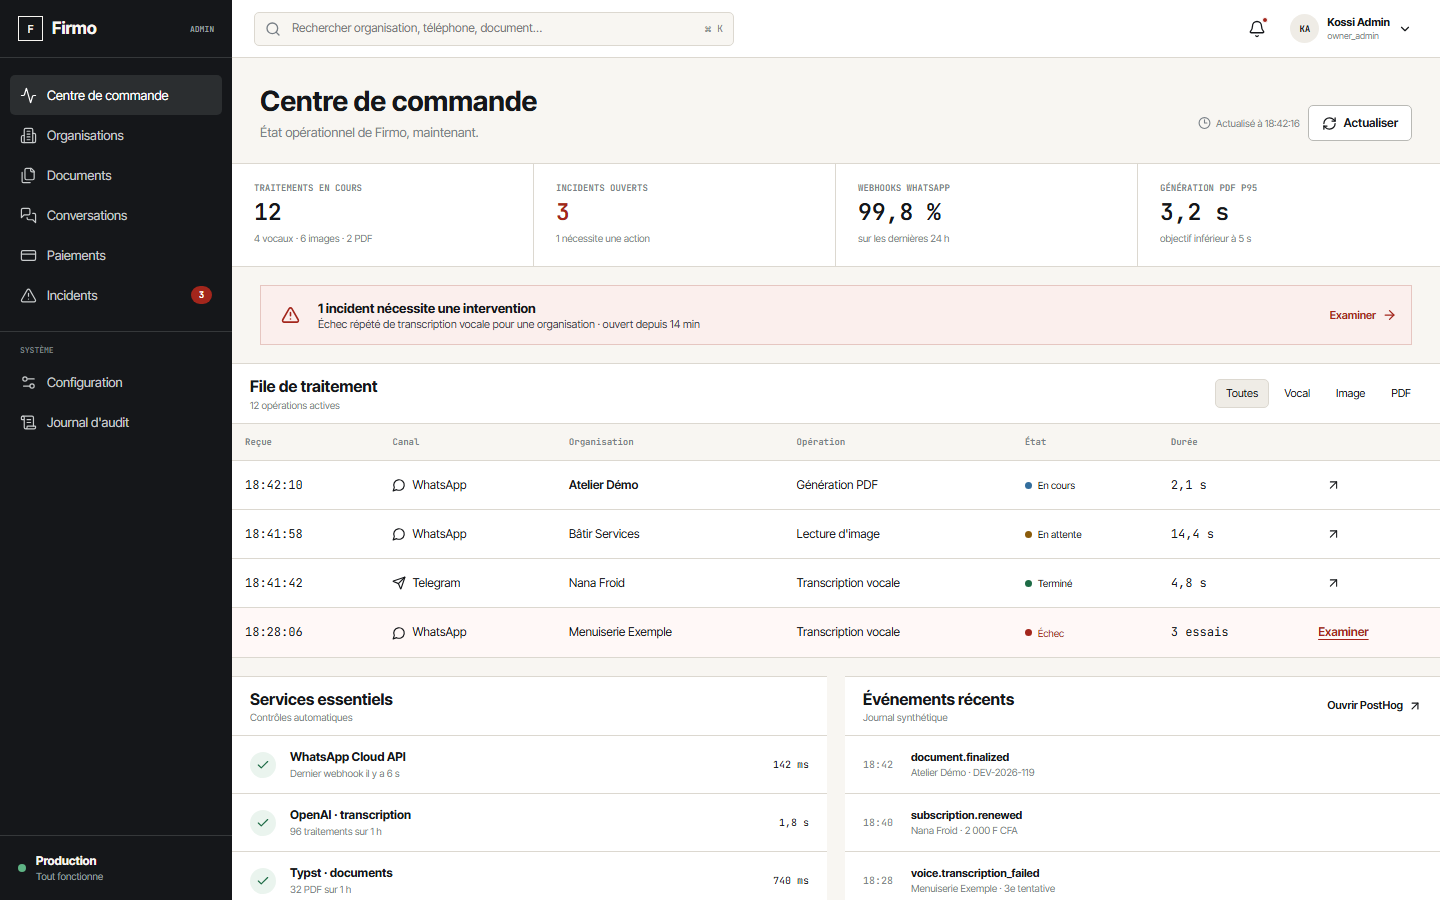 F Firmo ADMIN
Centre de commande
Organisations
Documents
Conversations
Paiements
Incidents 3
SYSTÈME
Configuration
Journal d'audit
Production
Tout fonctionne
Rechercher organisation, téléphone, document... ⌘ K
KA Kossi Admin
owner_admin
Centre de commande
État opérationnel de Firmo, maintenant.
Actualisé à 18:42:16 Actualiser
TRAITEMENTS EN COURS
12
4 vocaux · 6 images · 2 PDF
INCIDENTS OUVERTS
3
1 nécessite une action
WEBHOOKS WHATSAPP
99,8 %
sur les dernières 24 h
GÉNÉRATION PDF P95
3,2 s
objectif inférieur à 5 s
1 incident nécessite une intervention
Échec répété de transcription vocale pour une organisation · ouvert depuis 14 min
Examiner
File de traitement
12 opérations actives
Toutes Vocal Image PDF
Reçue Canal Organisation Opération État Durée
18:42:10 WhatsApp Atelier Démo Génération PDF En cours 2,1 s
18:41:58 WhatsApp Bâtir Services Lecture d'image En attente 14,4 s
18:41:42 Telegram Nana Froid Transcription vocale Terminé 4,8 s
18:28:06 WhatsApp Menuiserie Exemple Transcription vocale Échec 3 essais Examiner
Services essentiels
Contrôles automatiques
WhatsApp Cloud API
Dernier webhook il y a 6 s
142 ms
OpenAI · transcription
96 traitements sur 1 h
1,8 s
Typst · documents
32 PDF sur 1 h
740 ms
Événements récents
Journal synthétique
Ouvrir PostHog
18:42 document.finalized
Atelier Démo · DEV-2026-119
18:40 subscription.renewed
Nana Froid · 2 000 F CFA
18:28 voice.transcription_failed
Menuiserie Exemple · 3e tentative